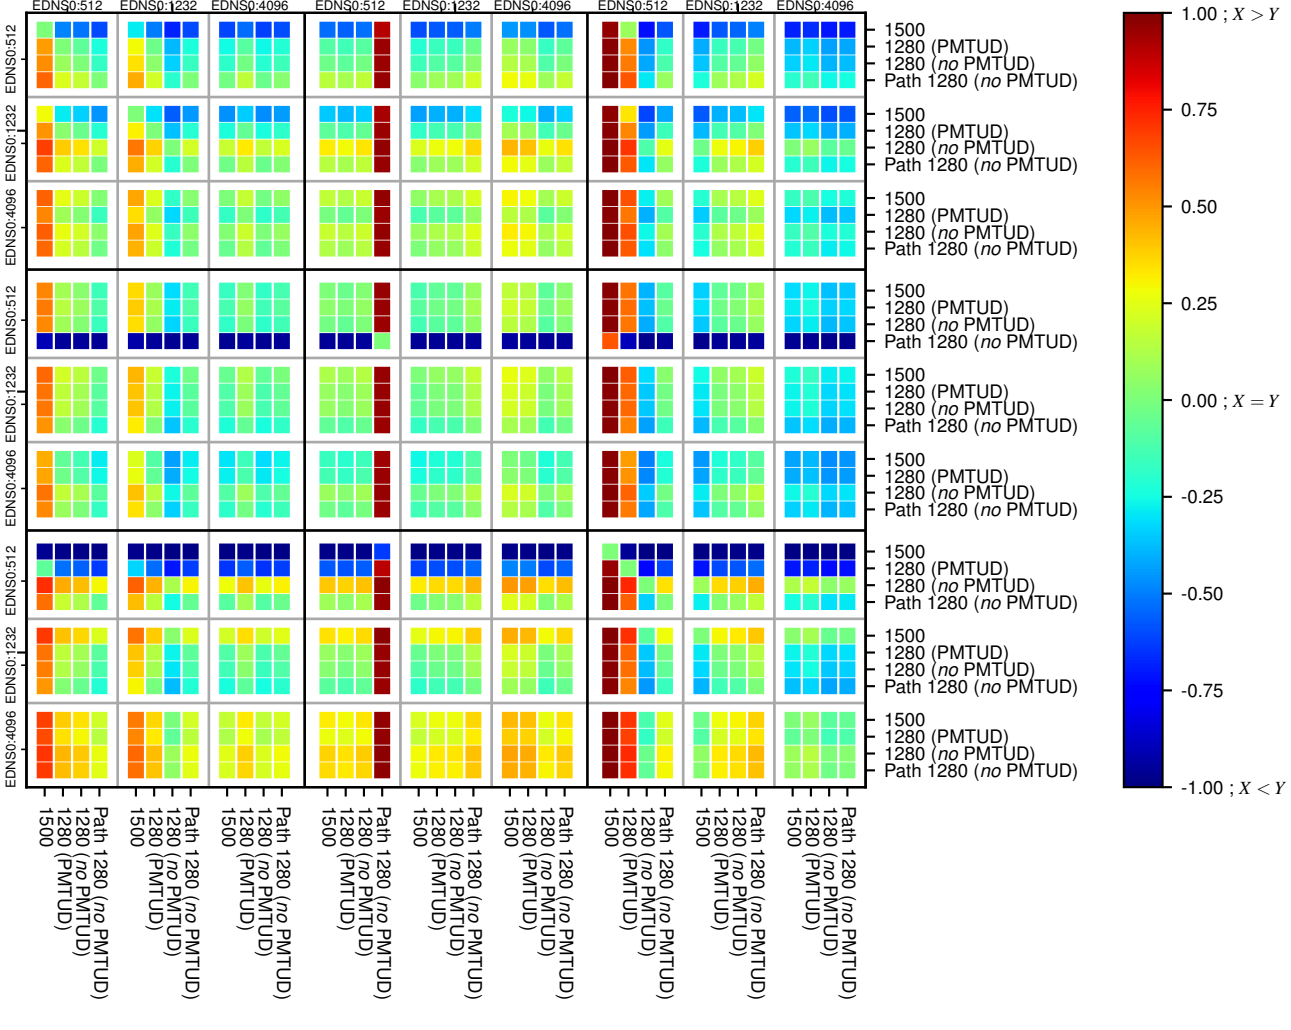 EDNS0:512 EDNS0:1232 EDNS0:4096 EDNS0:512 EDNS0:1232 EDNS0:4096 EDNS0:512 EDNS0:1232 EDNS0:4096
EDNS0:512
1500
1280 (PMTUD)
1280 (no PMTUD)
Path 1280 (no PMTUD)
EDNS0:1232
1500
1280 (PMTUD)
1280 (no PMTUD)
Path 1280 (no PMTUD)
EDNS0:4096
1500
1280 (PMTUD)
1280 (no PMTUD)
Path 1280 (no PMTUD)
EDNS0:512
1500
1280 (PMTUD)
1280 (no PMTUD)
Path 1280 (no PMTUD)
EDNS0:1232
1500
1280 (PMTUD)
1280 (no PMTUD)
Path 1280 (no PMTUD)
EDNS0:4096
1500
1280 (PMTUD)
1280 (no PMTUD)
Path 1280 (no PMTUD)
EDNS0:512
1500
1280 (PMTUD)
1280 (no PMTUD)
Path 1280 (no PMTUD)
EDNS0:1232
1500
1280 (PMTUD)
1280 (no PMTUD)
Path 1280 (no PMTUD)
EDNS0:4096
1500
1280 (PMTUD)
1280 (no PMTUD)
Path 1280 (no PMTUD)
1500
1280 (PMTUD)
1280 (no PMTUD)
Path 1280 (no PMTUD)
1500
1280 (PMTUD)
1280 (no PMTUD)
Path 1280 (no PMTUD)
1500
1280 (PMTUD)
1280 (no PMTUD)
Path 1280 (no PMTUD)
1500
1280 (PMTUD)
1280 (no PMTUD)
Path 1280 (no PMTUD)
1500
1280 (PMTUD)
1280 (no PMTUD)
Path 1280 (no PMTUD)
1500
1280 (PMTUD)
1280 (no PMTUD)
Path 1280 (no PMTUD)
1500
1280 (PMTUD)
1280 (no PMTUD)
Path 1280 (no PMTUD)
1500
1280 (PMTUD)
1280 (no PMTUD)
Path 1280 (no PMTUD)
1500
1280 (PMTUD)
1280 (no PMTUD)
Path 1280 (no PMTUD)
1.00 ; X > Y
0.75
0.50
0.25
0.00 ; X = Y
-0.25
-0.50
-0.75
-1.00 ; X < Y